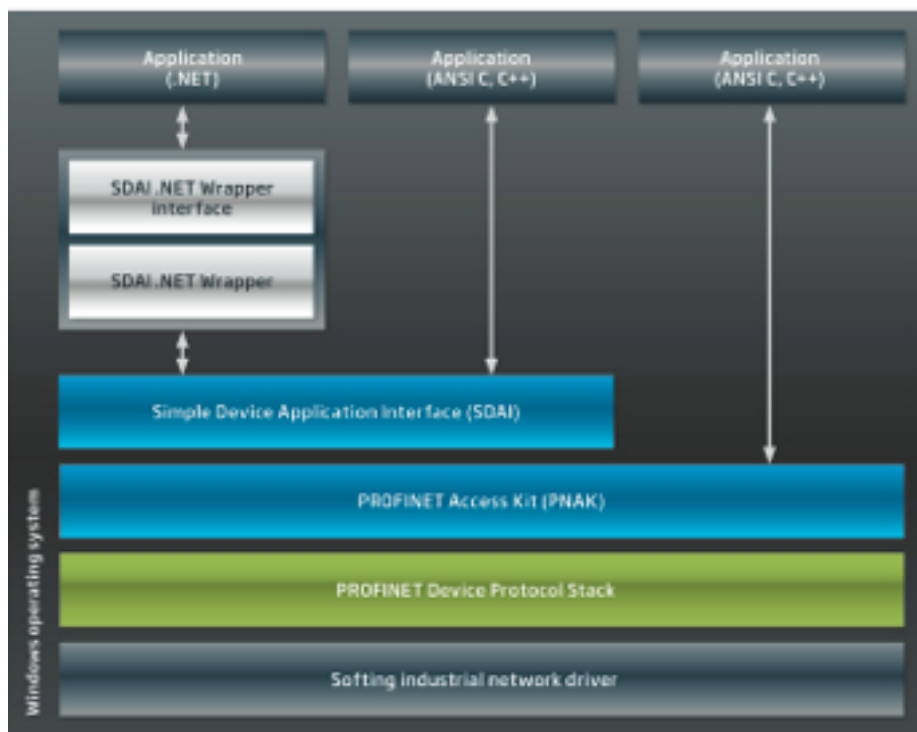 Application
(.NET)
Application
(ANSI C, C++)
Application
(ANSI C, C++)
SDAI .NET Wrapper
interface
SDAI .NET Wrapper
Simple Device Application Interface (SDAI)
PROFINET Access Kit (PNAK)
PROFINET Device Protocol Stack
Softing industrial network driver
Windows operating system